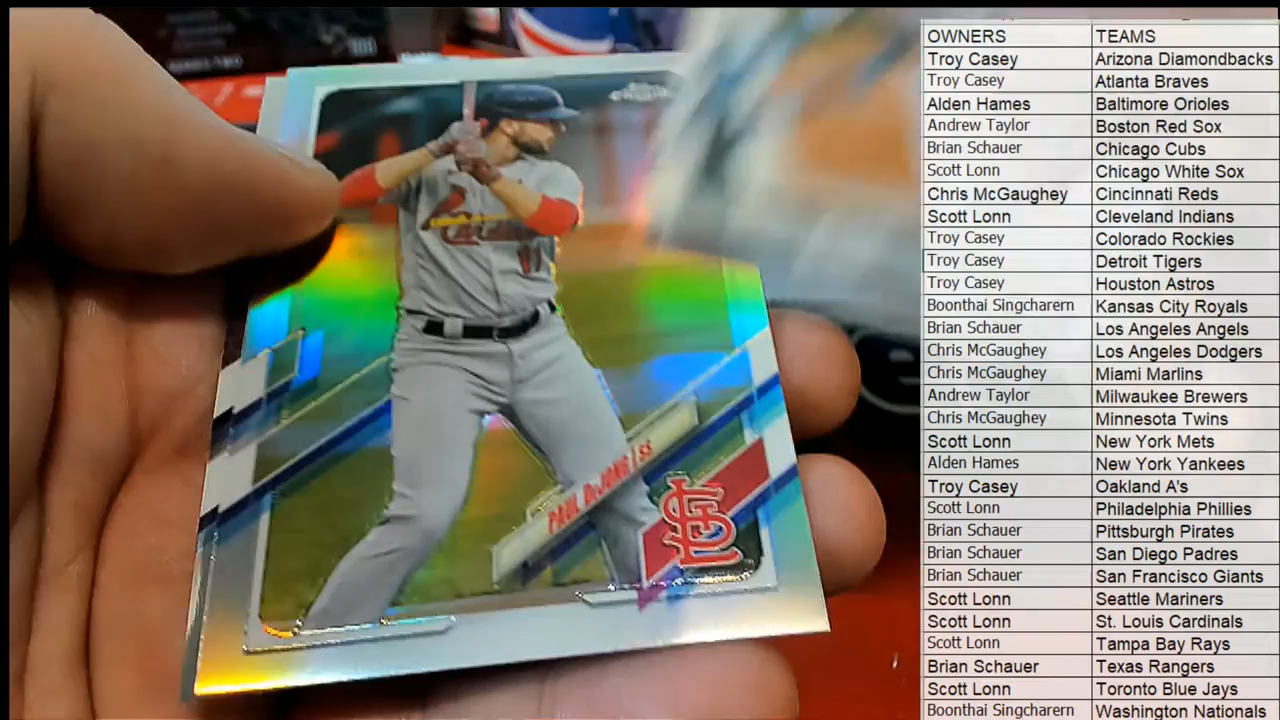 PAUL DeJONG | SS
OWNERS TEAMS
Troy Casey Arizona Diamondbacks
Troy Casey Atlanta Braves
Alden Hames Baltimore Orioles
Andrew Taylor Boston Red Sox
Brian Schauer Chicago Cubs
Scott Lonn Chicago White Sox
Chris McGaughey Cincinnati Reds
Scott Lonn Cleveland Indians
Troy Casey Colorado Rockies
Troy Casey Detroit Tigers
Troy Casey Houston Astros
Boonthai Singcharern Kansas City Royals
Brian Schauer Los Angeles Angels
Chris McGaughey Los Angeles Dodgers
Chris McGaughey Miami Marlins
Andrew Taylor Milwaukee Brewers
Chris McGaughey Minnesota Twins
Scott Lonn New York Mets
Alden Hames New York Yankees
Troy Casey Oakland A's
Scott Lonn Philadelphia Phillies
Brian Schauer Pittsburgh Pirates
Brian Schauer San Diego Padres
Brian Schauer San Francisco Giants
Scott Lonn Seattle Mariners
Scott Lonn St. Louis Cardinals
Scott Lonn Tampa Bay Rays
Brian Schauer Texas Rangers
Scott Lonn Toronto Blue Jays
Boonthai Singcharern Washington Nationals